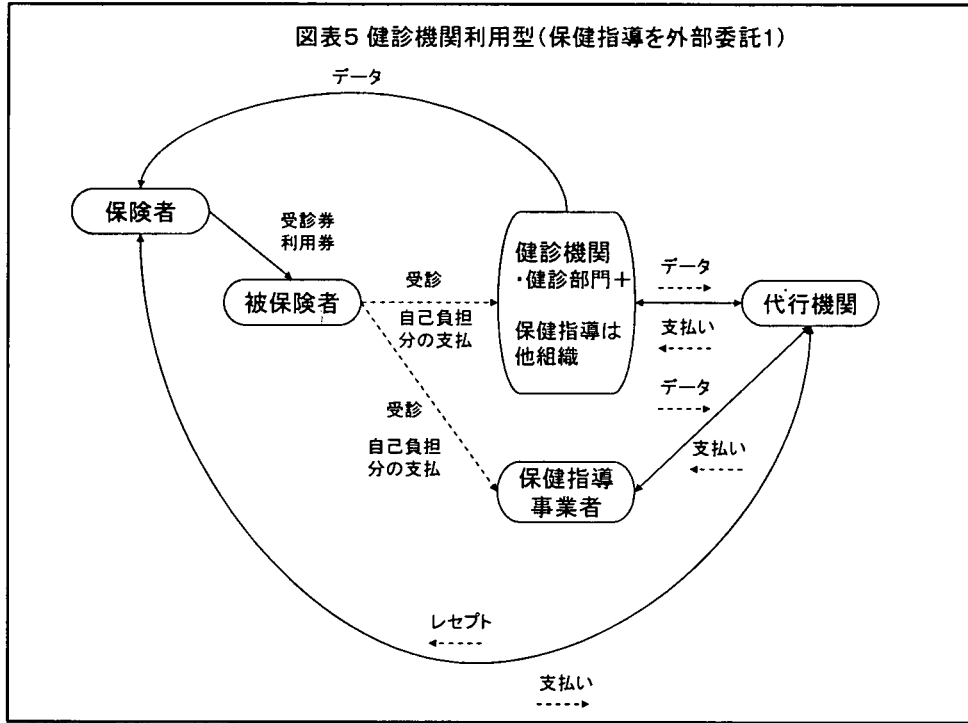 図表5 健診機関利用型(保健指導を外部委託1)
データ
保険者
受診券
利用券
被保険者
受診
自己負担
分の支払
健診機関
・健診部門＋
保健指導は
他組織
データ
支払い
代行機関
受診
自己負担
分の支払
データ
支払い
保健指導
事業者
レセプト
支払い